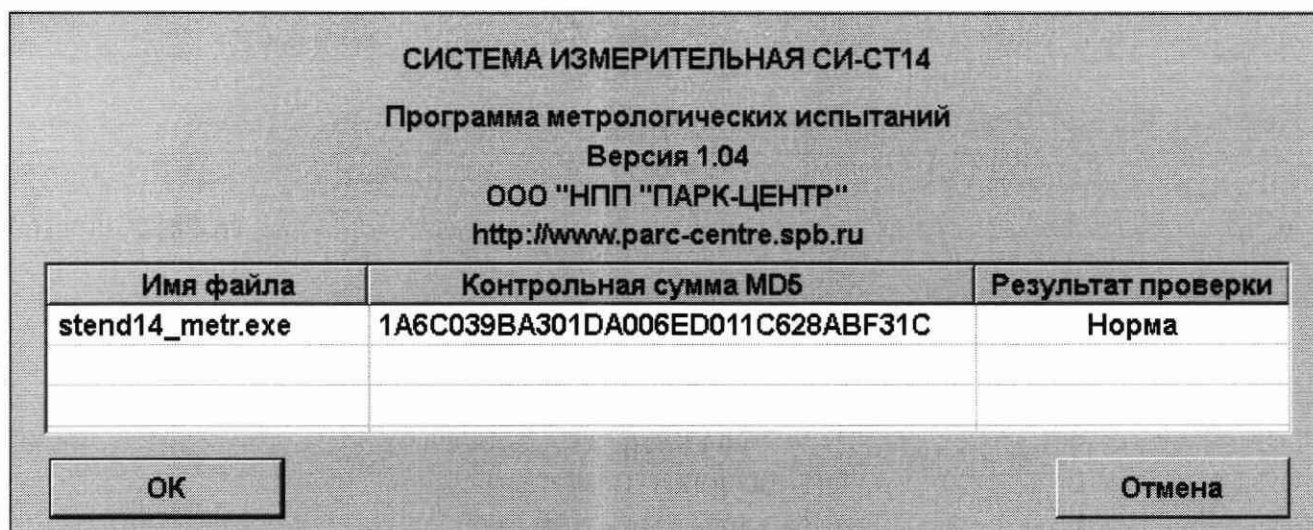 СИСТЕМА ИЗМЕРИТЕЛЬНАЯ СИ-СТ14
Программа метрологических испытаний
Версия 1.04
ООО "НПП "ПАРК-ЦЕНТР"
http://www.parc-centre.spb.ru
Имя файла Контрольная сумма MD5 Результат проверки
stend14_metr.exe 1A6C039BA301DA006ED011C628ABF31C Норма
ОК Отмена